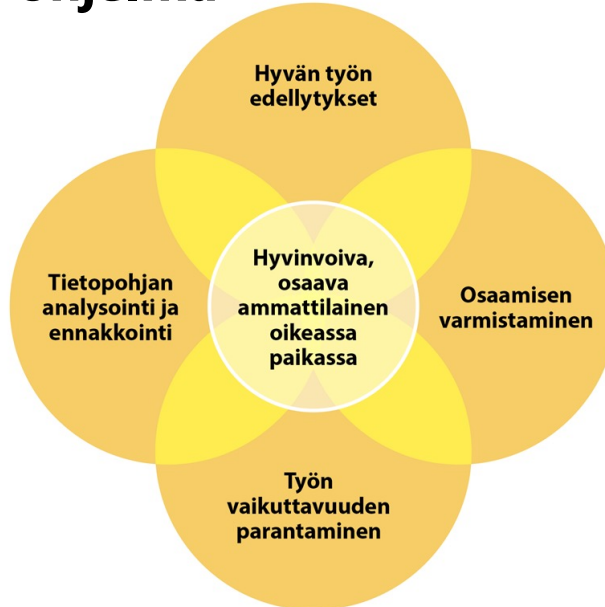 Hyvän työn
edellytykset
Tietopohjan
analysointi ja
ennakkointi
Hyvinvoiva,
osaava
ammattilainen
oikeassa
paikassa
Osaamisen
varmistaminen
Työn
vaikuttavuuden
parantaminen